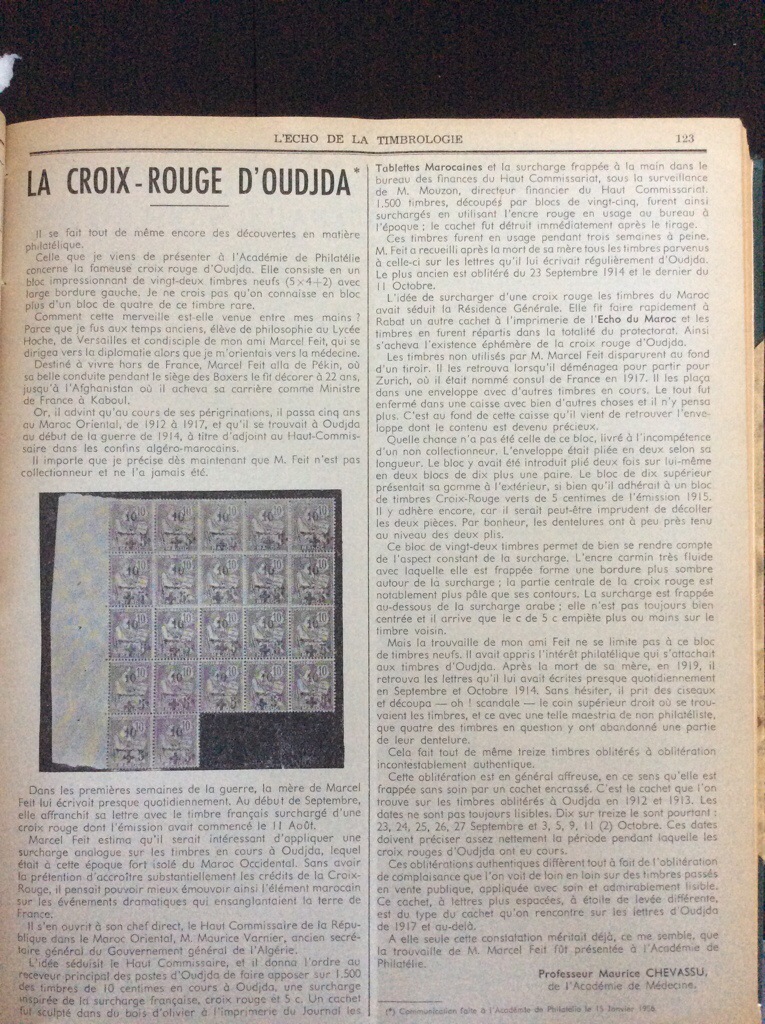 L'ECHO DE LA TIMBROLOGIE 123
LA CROIX-ROUGE D'OUDJDA*
Il se fait tout de même encore des découvertes en matière
philatélique.
Celle que je viens de présenter à l'Académie de Philatélie
concerne la fameuse croix rouge d'Oudjda. Elle consiste en un
bloc impressionnant de vingt-deux timbres neufs (5×4+2) avec
large bordure gauche. Je ne crois pas qu'on connaisse en bloc
plus d'un bloc de quatre de ce timbre rare.
Comment cette merveille est-elle venue entre mes mains ?
Parce que je fus aux temps anciens, élève de philosophie au Lycée
Hoche, de Versailles et condisciple de mon ami Marcel Feit, qui se
dirigea vers la diplomatie alors que je m'orientais vers la médecine.
Destiné à vivre hors de France, Marcel Feit alla de Pékin, où
sa belle conduite pendant le siège des Boxers le fit décorer à 22 ans,
jusqu'à l'Afghanistan où il acheva sa carrière comme Ministre
de France à Kaboul.
Or, il advint qu'au cours de ses pérégrinations, il passa cinq ans
au Maroc Oriental, de 1912 à 1917, et qu'il se trouvait à Oudjda
au début de la guerre de 1914, à titre d'adjoint au Haut-Commis-
saire dans les confins algéro-marocains.
Il importe que je précise dès maintenant que M. Feit n'est pas
collectionneur et ne l'a jamais été.
Dans les premières semaines de la guerre, la mère de Marcel
Feit lui écrivait presque quotidiennement. Au début de Septembre,
elle affranchit sa lettre avec le timbre français surchargé d'une
croix rouge dont l'émission avait commencé le 11 Août.
Marcel Feit estima qu'il serait intéressant d'appliquer une
surcharge analogue sur les timbres en cours à Oudjda, lequel
était à cette époque fort isolé du Maroc Occidental. Sans avoir
la prétention d'accroître substantiellement les crédits de la Croix-
Rouge, il pensait pouvoir mieux émouvoir ainsi l'élément marocain
sur les événements dramatiques qui ensanglantaient la terre de
France.
Il s'en ouvrit à son chef direct, le Haut Commissaire de la Répu-
blique dans le Maroc Oriental, M. Maurice Varnier, ancien secré-
taire général du Gouvernement général de l'Algérie.
L'idée séduisit le Haut Commissaire, et il donna l'ordre au
receveur principal des postes d'Oudjda de faire apposer sur 1.500
des timbres de 10 centimes en cours à Oudjda, une surcharge
inspirée de la surcharge française, croix rouge et 5 c. Un cachet
fut sculpté dans du bois d'olivier à l'imprimerie du Journal les
Tablettes Marocaines et la surcharge frappée à la main dans le
bureau des finances du Haut Commissariat, sous la surveillance
de M. Mouzon, directeur financier du Haut Commissariat.
1.500 timbres, découpés par blocs de vingt-cinq, furent ainsi
surchargés en utilisant l'encre rouge en usage au bureau à
l'époque ; le cachet fut détruit immédiatement après le tirage.
Ces timbres furent en usage pendant trois semaines à peine.
M. Feit a recueilli après la mort de sa mère tous les timbres parvenus
à celle-ci sur les lettres qu'il lui écrivait régulièrement d'Oudjda.
Le plus ancien est oblitéré du 23 Septembre 1914 et le dernier du
11 Octobre.
L'idée de surcharger d'une croix rouge les timbres du Maroc
avait séduit la Résidence Générale. Elle fit faire rapidement à
Rabat un autre cachet à l'imprimerie de l'Echo du Maroc et les
timbres en furent répartis dans la totalité du protectorat. Ainsi
s'acheva l'existence éphémère de la croix rouge d'Oudjda.
Les timbres non utilisés par M. Marcel Feit disparurent au fond
d'un tiroir. Il les retrouva lorsqu'il déménagea pour partir pour
Zurich, où il était nommé consul de France en 1917. Il les plaça
dans une enveloppe avec d'autres timbres en cours. Le tout fut
enfermé dans une caisse avec bien d'autres choses et il n'y pensa
plus. C'est au fond de cette caisse qu'il vient de retrouver l'enve-
loppe dont le contenu est devenu précieux.
Quelle chance n'a pas été celle de ce bloc, livré à l'incompétence
d'un non collectionneur. L'enveloppe était pliée en deux selon sa
longueur. Le bloc y avait été introduit plié deux fois sur lui-même
en deux blocs de dix plus une paire. Le bloc de dix supérieur
présentait sa gomme à l'extérieur, si bien qu'il adhérait à un bloc
de timbres Croix-Rouge verts de 5 centimes de l'émission 1915.
Il y adhère encore, car il serait peut-être imprudent de décoller
les deux pièces. Par bonheur, les dentelures ont à peu près tenu
au niveau des deux plis.
Ce bloc de vingt-deux timbres permet de bien se rendre compte
de l'aspect constant de la surcharge. L'encre carmin très fluide
avec laquelle elle est frappée forme une bordure plus sombre
autour de la surcharge ; la partie centrale de la croix rouge est
notablement plus pâle que ses contours. La surcharge est frappée
au-dessous de la surcharge arabe ; elle n'est pas toujours bien
centrée et il arrive que le c de 5 c empiète plus ou moins sur le
timbre voisin.
Mais la trouvaille de mon ami Feit ne se limite pas à ce bloc
de timbres neufs. Il avait appris l'intérêt philatélique qui s'attachait
aux timbres d'Oudjda. Après la mort de sa mère, en 1919, il
retrouva les lettres qu'il lui avait écrites presque quotidiennement
en Septembre et Octobre 1914. Sans hésiter, il prit des ciseaux
et découpa — oh ! scandale — le coin supérieur droit où se trou-
vaient les timbres, et ce avec une telle maestria de non philatéliste,
que quatre des timbres en question y ont abandonné une partie
de leur dentelure.
Cela fait tout de même treize timbres oblitérés à oblitération
incontestablement authentique.
Cette oblitération est en général affreuse, en ce sens qu'elle est
frappée sans soin par un cachet encrassé. C'est le cachet que l'on
trouve sur les timbres oblitérés à Oudjda en 1912 et 1913. Les
dates ne sont pas toujours lisibles. Dix sur treize le sont pourtant :
23, 24, 25, 26, 27 Septembre et 3, 5, 9, 11 (2) Octobre. Ces dates
doivent préciser assez nettement la période pendant laquelle les
croix rouges d'Oudjda ont eu cours.
Ces oblitérations authentiques diffèrent tout à fait de l'oblitération
de complaisance que l'on voit de loin en loin sur des timbres passés
en vente publique, appliquée avec soin et admirablement lisible.
Ce cachet, à lettres plus espacées, à étoile de levée différente,
est du type du cachet qu'on rencontre sur les lettres d'Oudjda
de 1917 et au-delà.
A elle seule cette constatation méritait déjà, ce me semble, que
la trouvaille de M. Marcel Feit fût présentée à l'Académie de
Philatélie.
Professeur Maurice CHEVASSU,
de l'Académie de Médecine.
(*) Communication faite à l'Académie de Philatélie le 15 Janvier 1956.